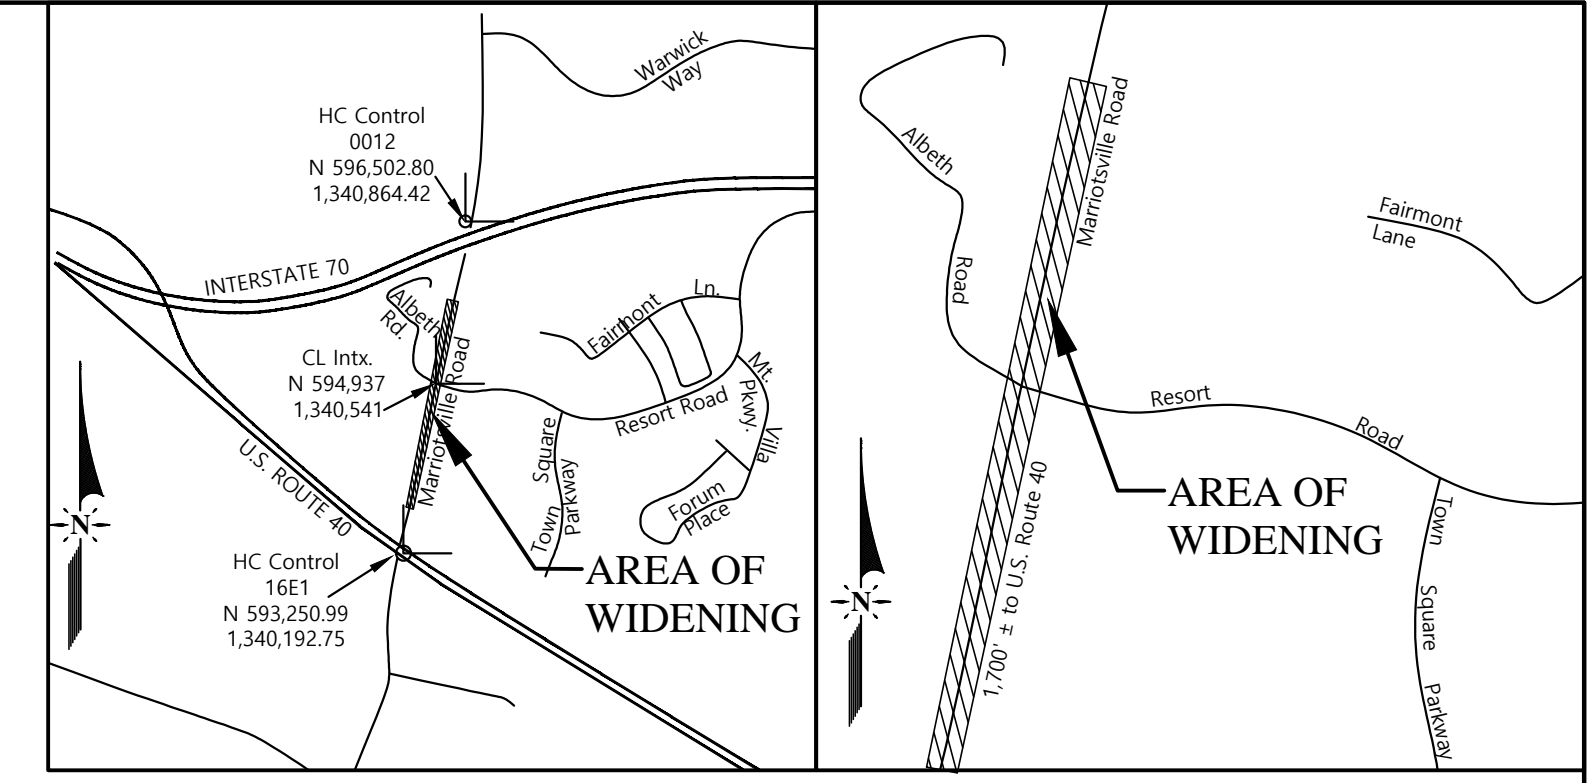 Warwick
Way
HC Control
0012
N 596,502.80
1,340,864.42
INTERSTATE 70
Albeth
Rd.
Fairmont
Ln.
CL Intx.
N 594,937
1,340,541
Marriotsville Road
Mt.
Pkwy.
Villa
Resort Road
Town Square
Parkway
Forum
Place
U.S. ROUTE 40
N
HC Control
16E1
N 593,250.99
1,340,192.75
AREA OF
WIDENING
Albeth
Road
Marriotsville Road
Fairmont
Lane
Resort
Road
1,700' ± to U.S. Route 40
AREA OF
WIDENING
Town
Square
Parkway
N